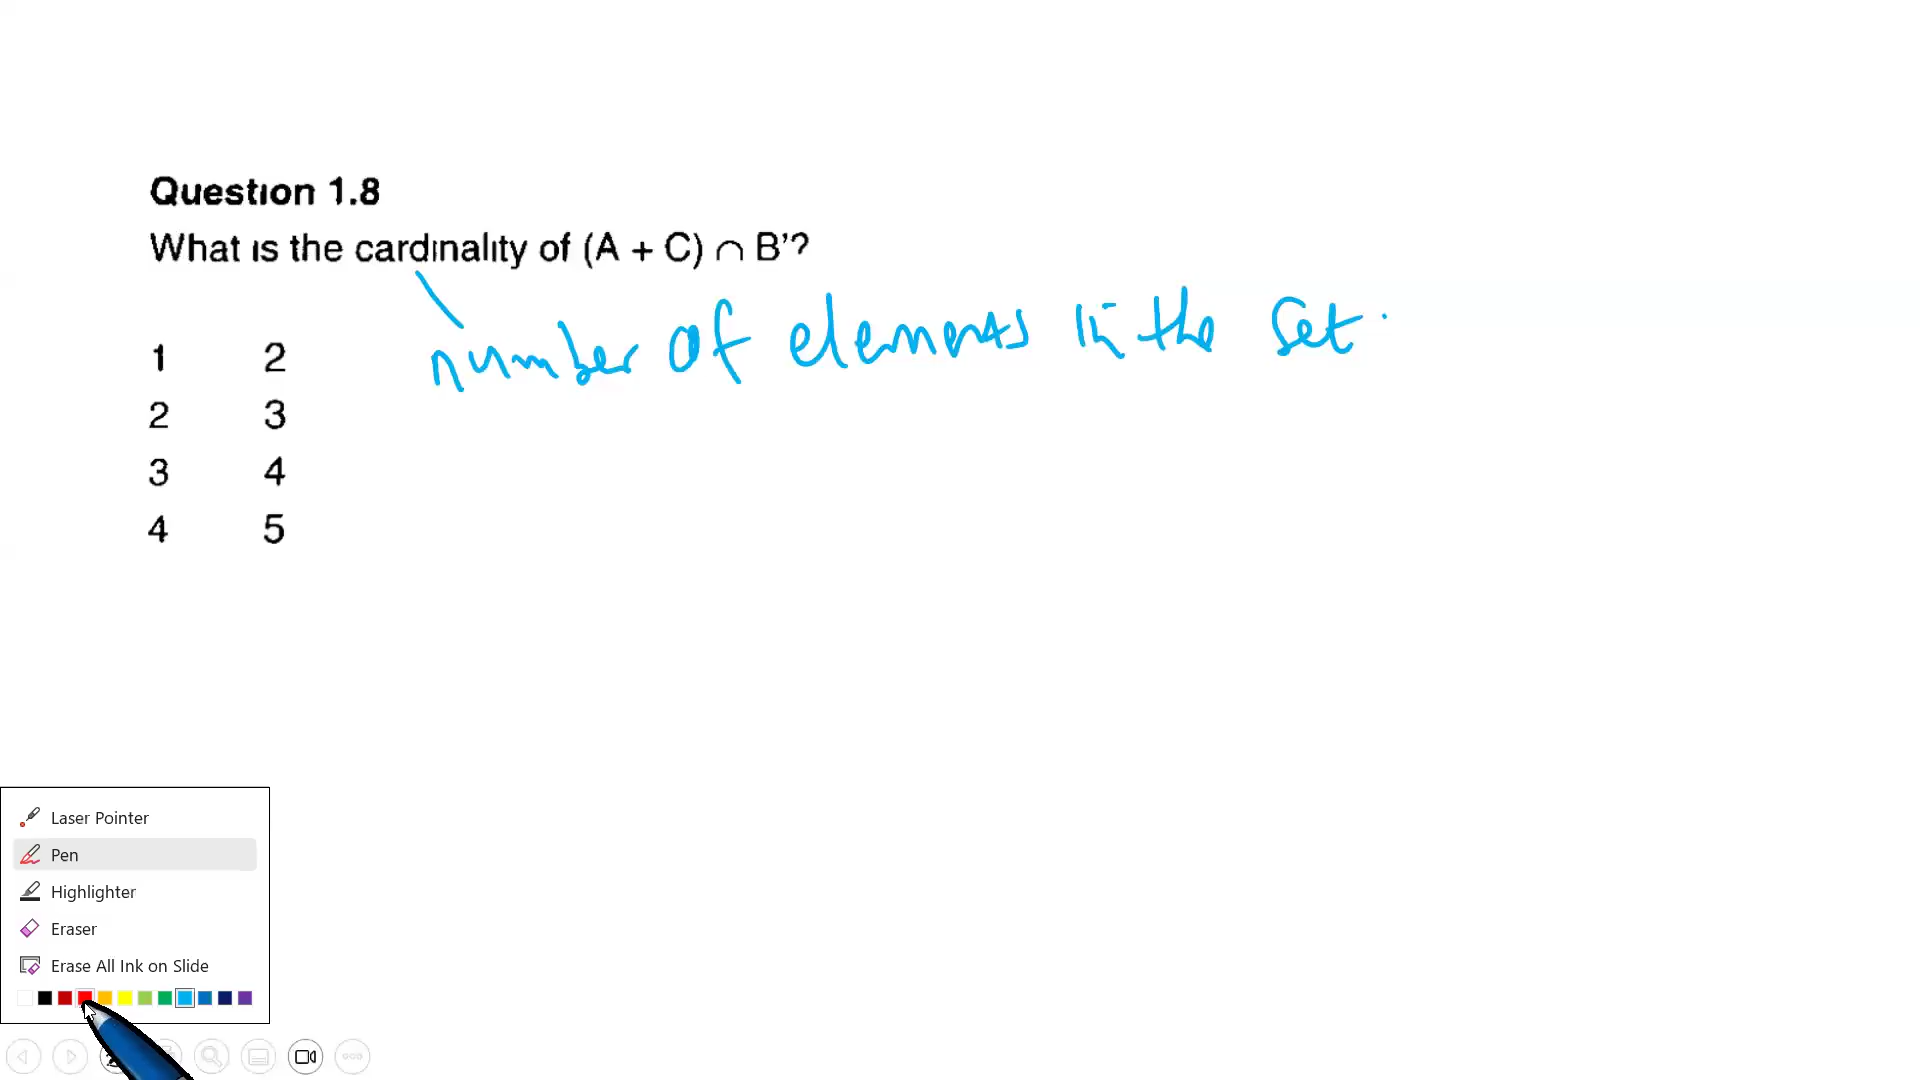 Question 1.8
What is the cardinality of (A + C) ∩ B’?
number of elements in the set.
1 2
2 3
3 4
4 5
Laser Pointer
Pen
Highlighter
Eraser
Erase All Ink on Slide